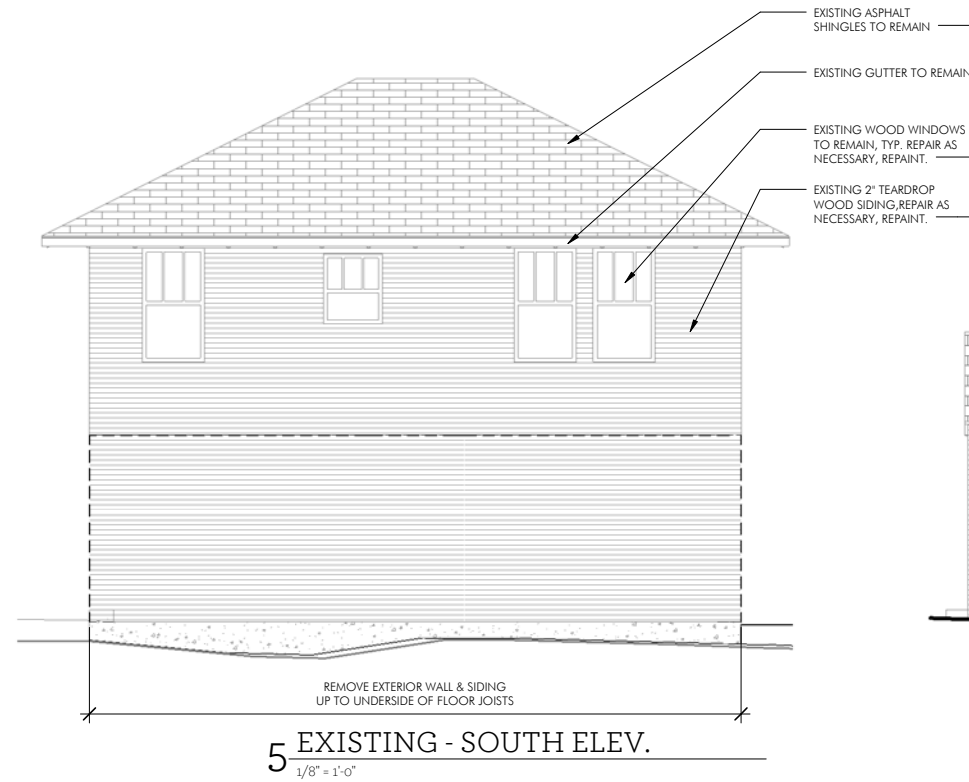 EXISTING ASPHALT
SHINGLES TO REMAIN
EXISTING GUTTER TO REMAIN
EXISTING WOOD WINDOWS
TO REMAIN, TYP. REPAIR AS
NECESSARY, REPAINT.
EXISTING 2" TEARDROP
WOOD SIDING,REPAIR AS
NECESSARY, REPAINT.
REMOVE EXTERIOR WALL & SIDING
UP TO UNDERSIDE OF FLOOR JOISTS
5 EXISTING - SOUTH ELEV.
1/8" = 1'-0"